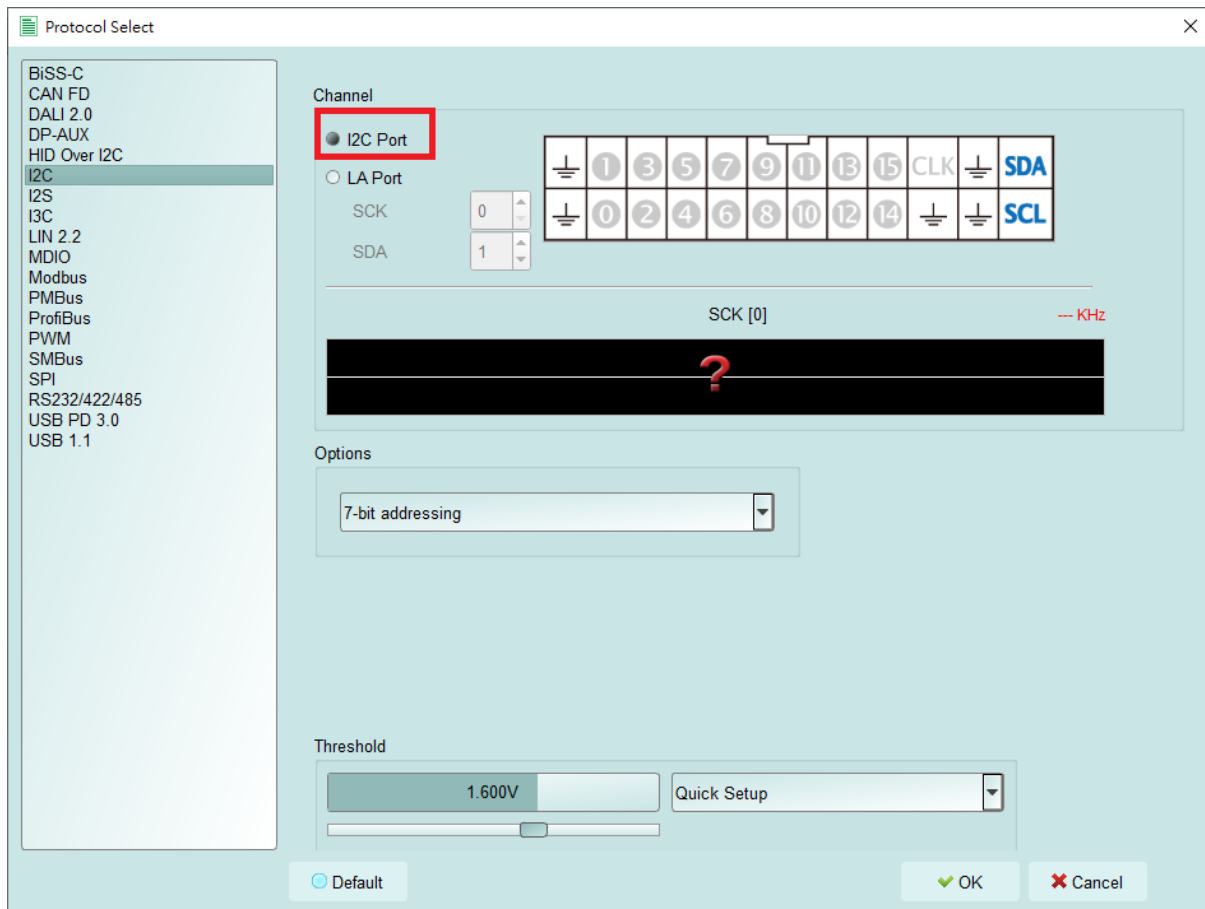 Protocol Select
BiSS-C
CAN FD
DALI 2.0
DP-AUX
HID Over I2C
I2C
I2S
I3C
LIN 2.2
MDIO
Modbus
PMBus
ProfiBus
PWM
SMBus
SPI
RS232/422/485
USB PD 3.0
USB 1.1
Channel
I2C Port
LA Port
SCK 0
SDA 1
1 3 5 7 9 11 13 15 CLK SDA
0 2 4 6 8 10 12 14 SCL
SCK [0] --- KHz
?
Options
7-bit addressing
Threshold
1.600V Quick Setup
Default OK Cancel